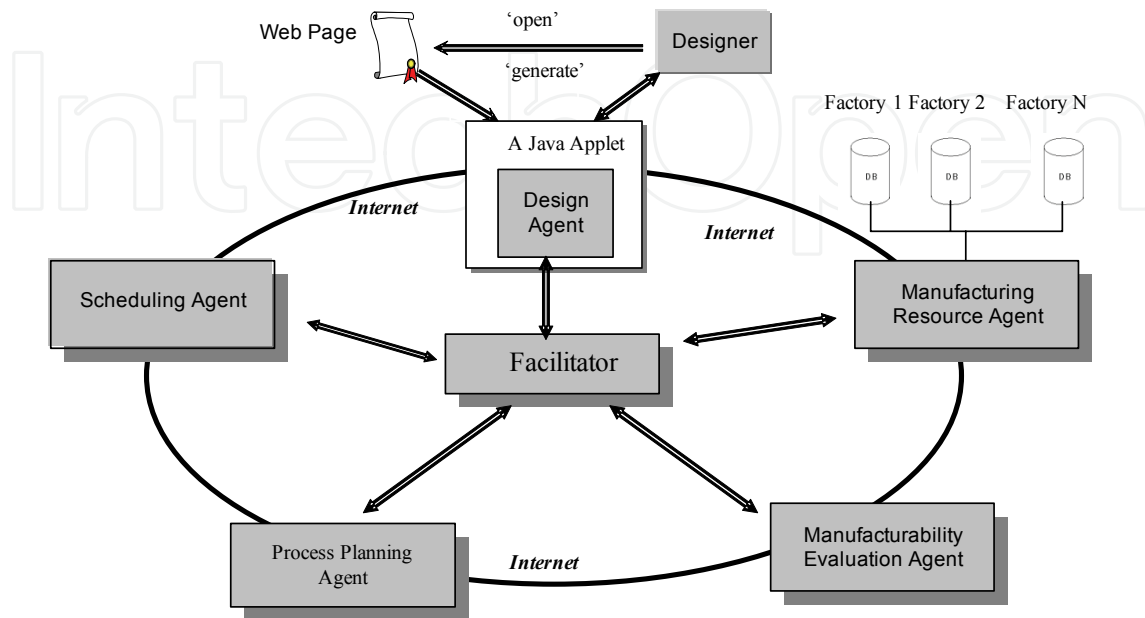 IntechOpen
Web Page
‘open’
‘generate’
Designer
Factory 1 Factory 2 Factory N
DB
DB
DB
A Java Applet
Design
Agent
Internet
Internet
Scheduling Agent
Manufacturing
Resource Agent
Facilitator
Process Planning
Agent
Internet
Manufacturability
Evaluation Agent